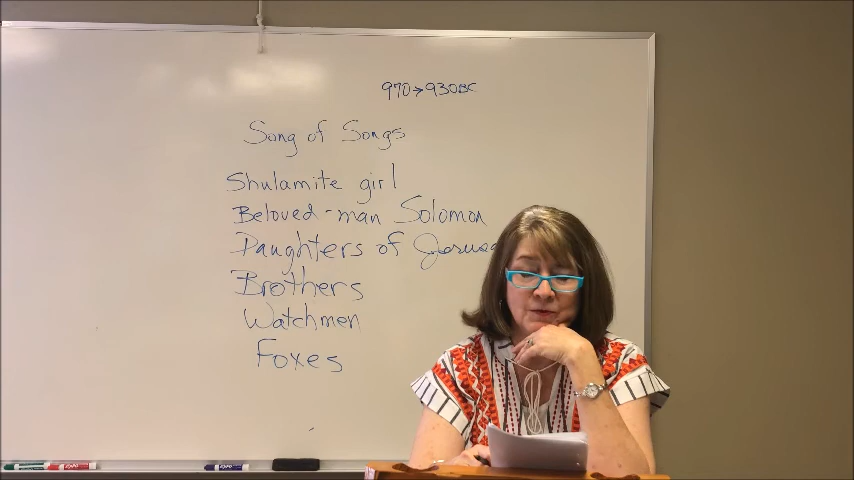 970→930BC
Song of Songs
Shulamite girl
Beloved-man Solomon
Daughters of
Brothers
Watchmen
Foxes